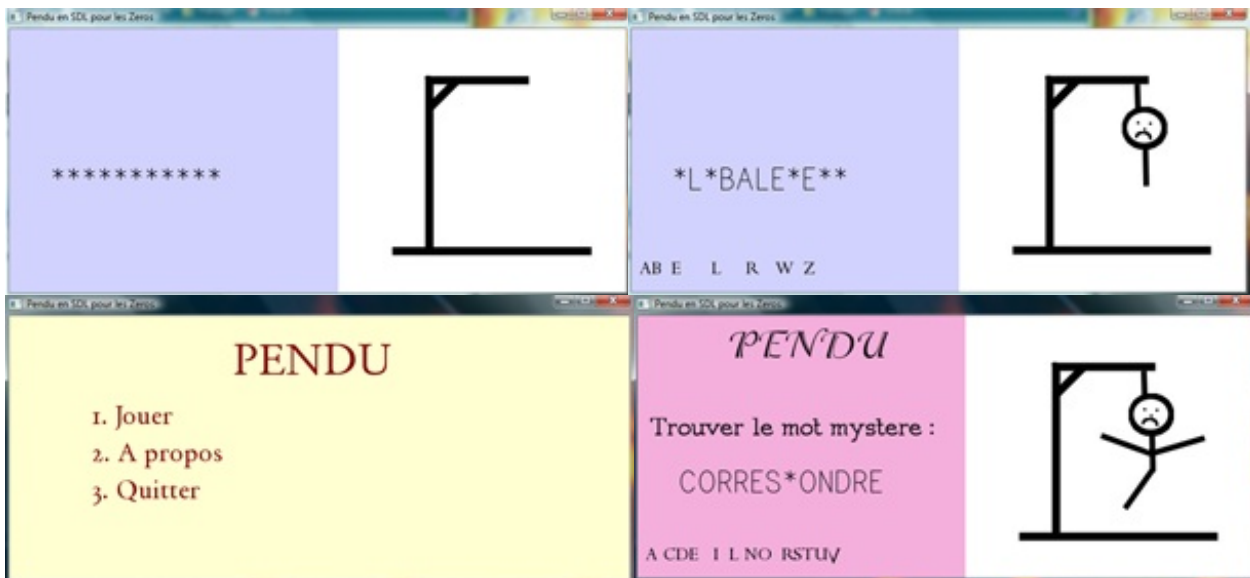 Pendu en SDL pour les Zeros
***********
Pendu en SDL pour les Zeros
*L*BALE*E**
AB E L R W Z
Pendu en SDL pour les Zeros
PENDU
1. Jouer
2. A propos
3. Quitter
Pendu en SDL pour les Zeros
PENDU
Trouver le mot mystere :
CORRES*ONDRE
A CDE I L NO RSTUV